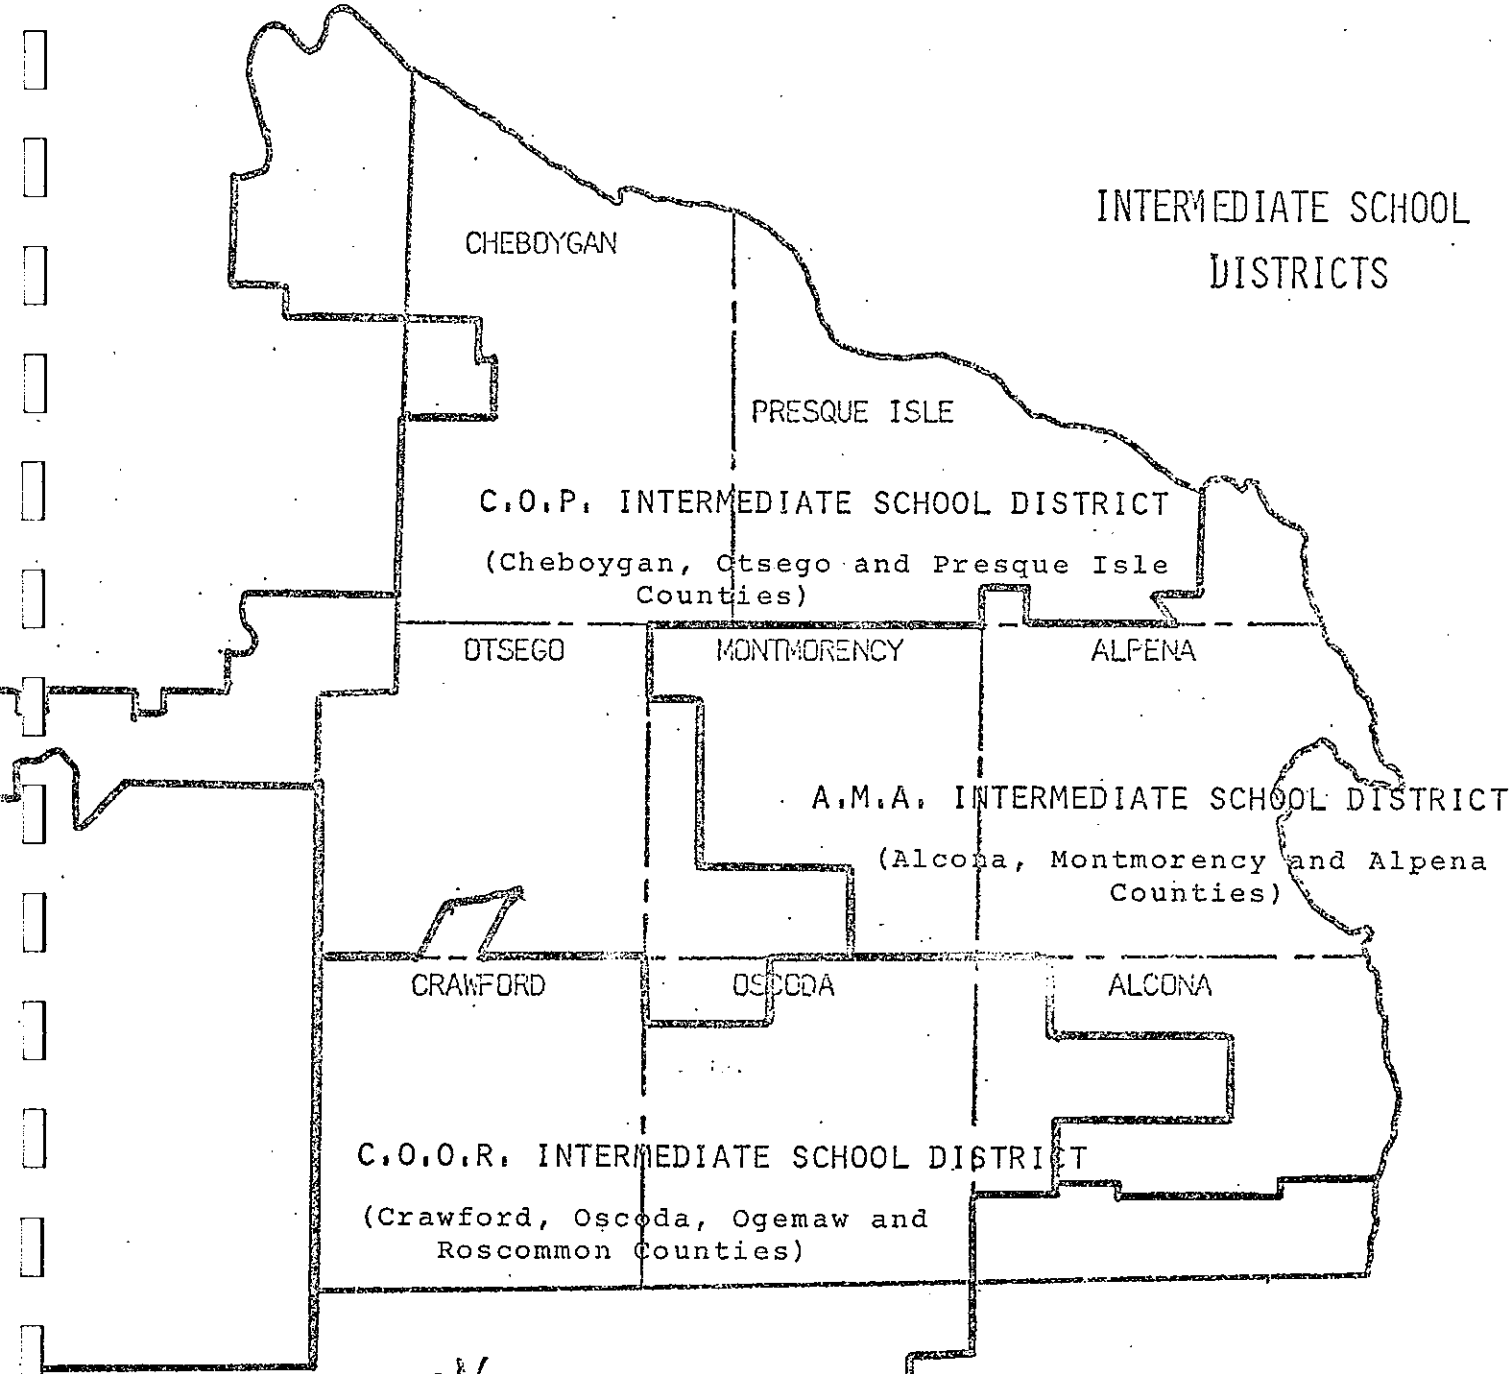 INTERMEDIATE SCHOOL
DISTRICTS
CHEBOYGAN
PRESQUE ISLE
C.O.P. INTERMEDIATE SCHOOL DISTRICT
(Cheboygan, Otsego and Presque Isle
Counties)
OTSEGO
MONTMORENCY
ALPENA
A.M.A. INTERMEDIATE SCHOOL DISTRICT
(Alcona, Montmorency and Alpena
Counties)
CRAWFORD
OSCODA
ALCONA
C.O.O.R. INTERMEDIATE SCHOOL DISTRICT
(Crawford, Oscoda, Ogemaw and
Roscommon Counties)